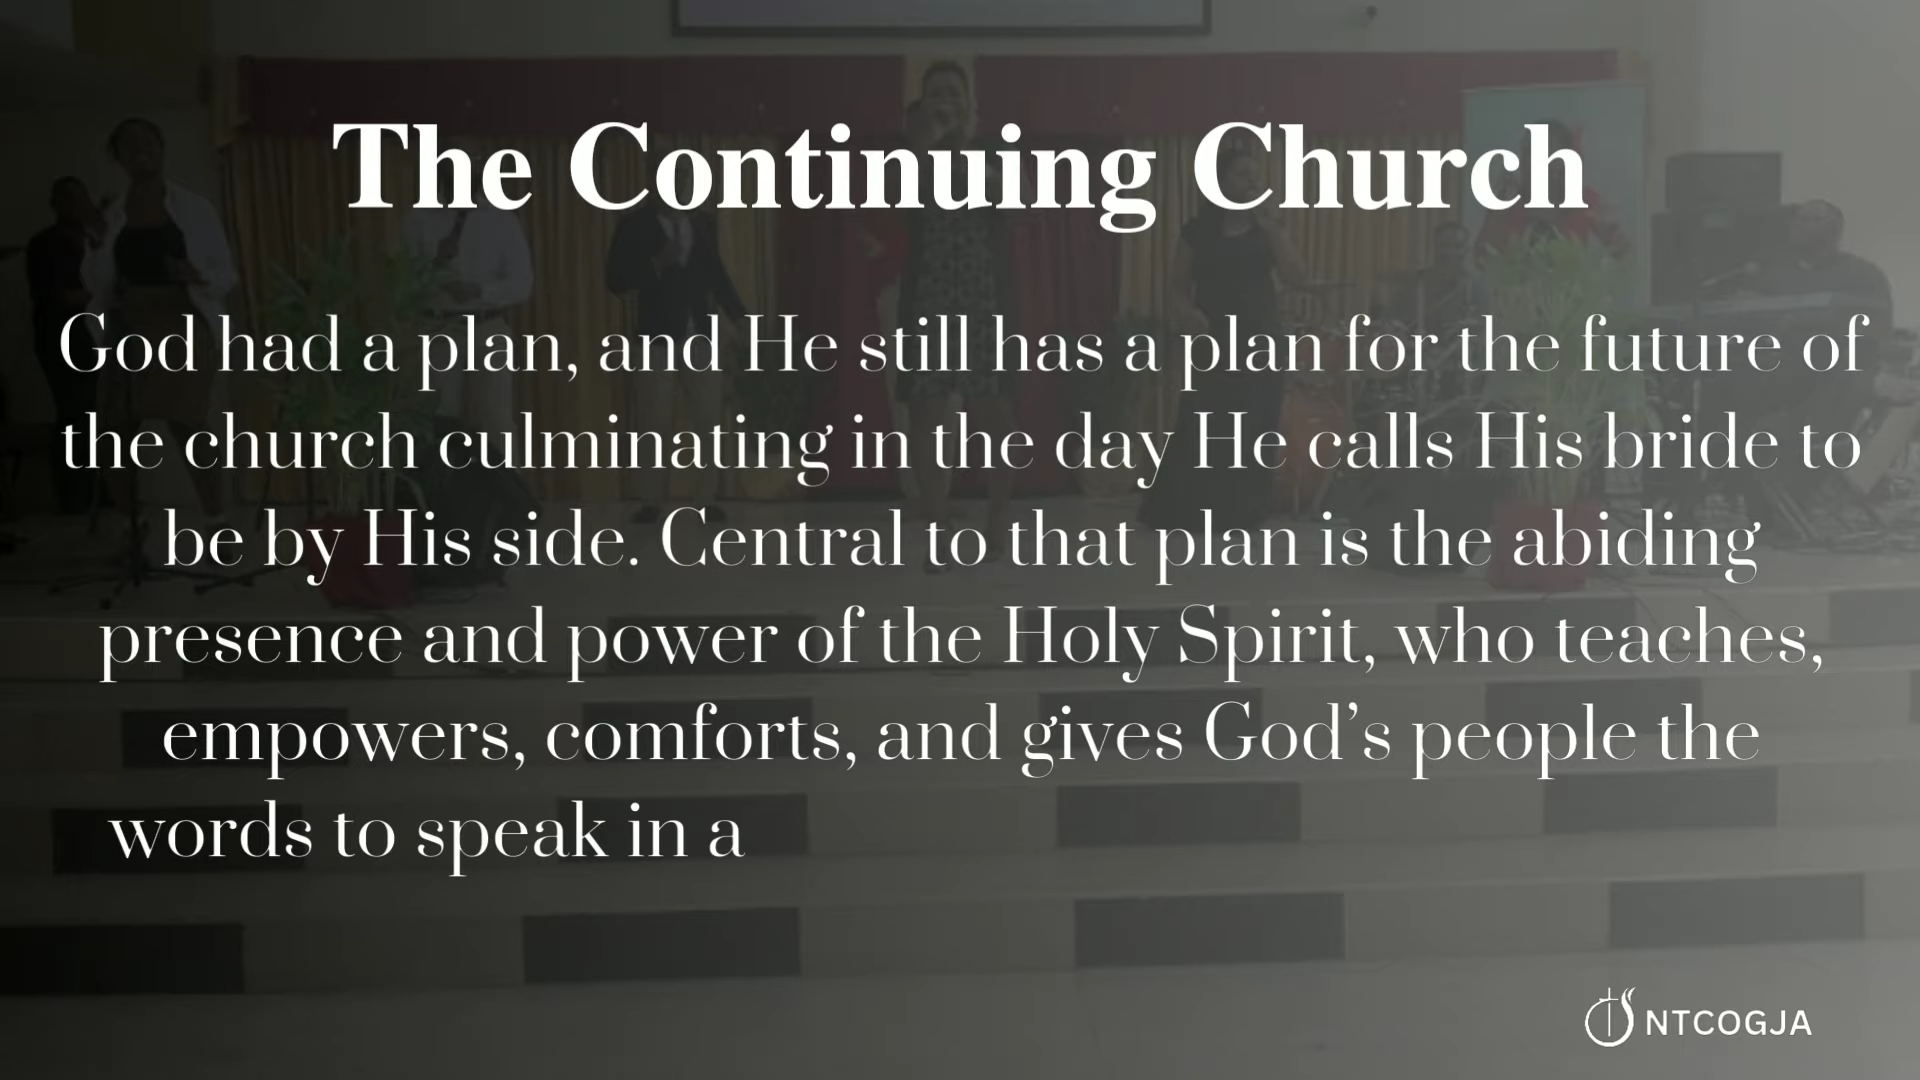 The Continuing Church
God had a plan, and He still has a plan for the future of
the church culminating in the day He calls His bride to
be by His side. Central to that plan is the abiding
presence and power of the Holy Spirit, who teaches,
empowers, comforts, and gives God’s people the
words to speak in a
NTCOGJA